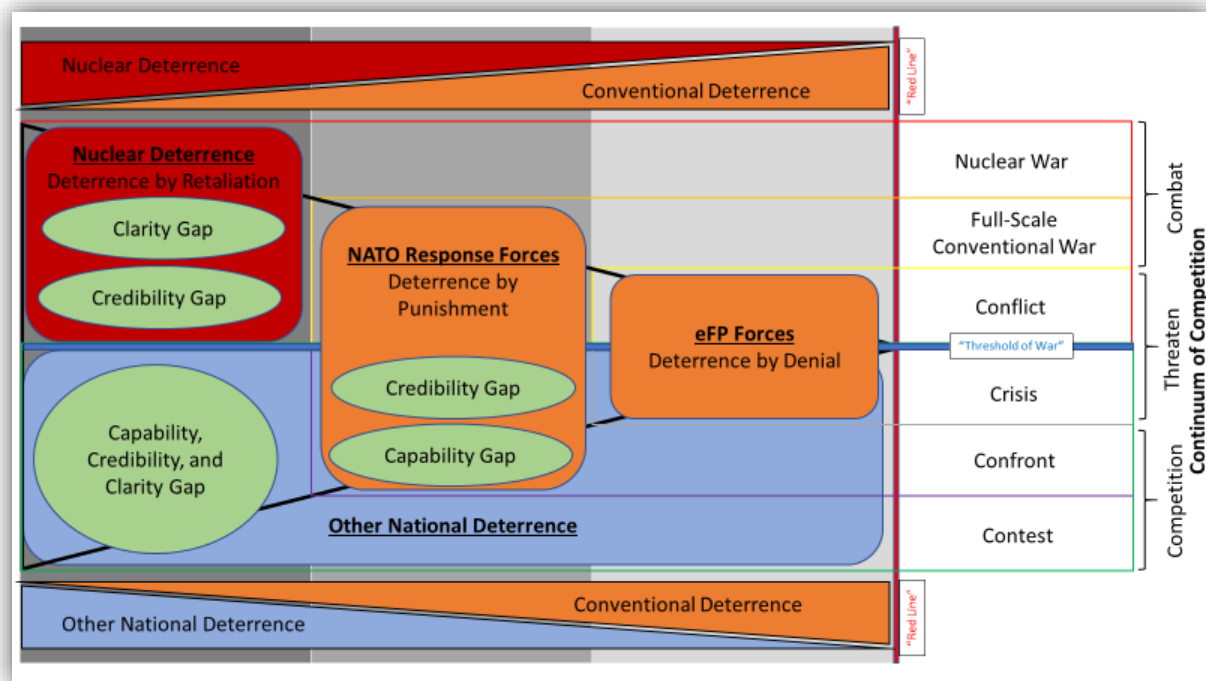 Nuclear Deterrence
Conventional Deterrence
"Red Line"
Nuclear Deterrence
Deterrence by Retaliation
Clarity Gap
Credibility Gap
NATO Response Forces
Deterrence by
Punishment
Credibility Gap
Capability Gap
eFP Forces
Deterrence by Denial
Capability,
Credibility, and
Clarity Gap
Other National Deterrence
Nuclear War
Full-Scale
Conventional War
Conflict
"Threshold of War"
Crisis
Confront
Contest
Combat
Threaten
Competition
Continuum of Competition
Conventional Deterrence
Other National Deterrence
"Red Line"